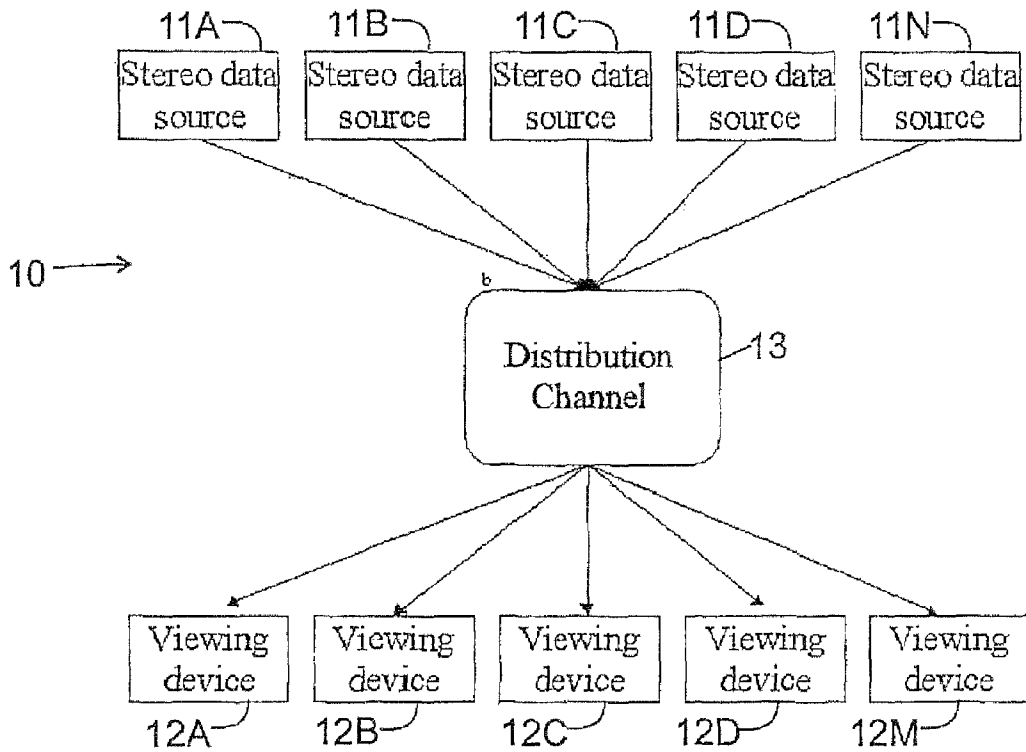 11A 11B 11C 11D 11N
Stereo data Stereo data Stereo data Stereo data Stereo data
source source source source source
10
b
Distribution
Channel
13
Viewing Viewing Viewing Viewing Viewing
device device device device device
12A 12B 12C 12D 12M